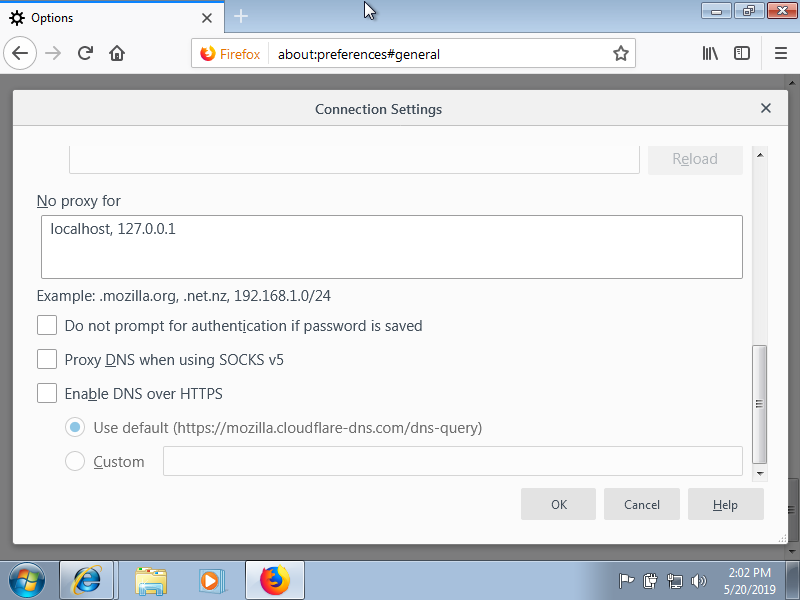 Options
Firefox
about:preferences#general
Connection Settings
Reload
No proxy for
localhost, 127.0.0.1
Example: .mozilla.org, .net.nz, 192.168.1.0/24
Do not prompt for authentication if password is saved
Proxy DNS when using SOCKS v5
Enable DNS over HTTPS
Use default (https://mozilla.cloudflare-dns.com/dns-query)
Custom
OK
Cancel
Help
2:02 PM
5/20/2019